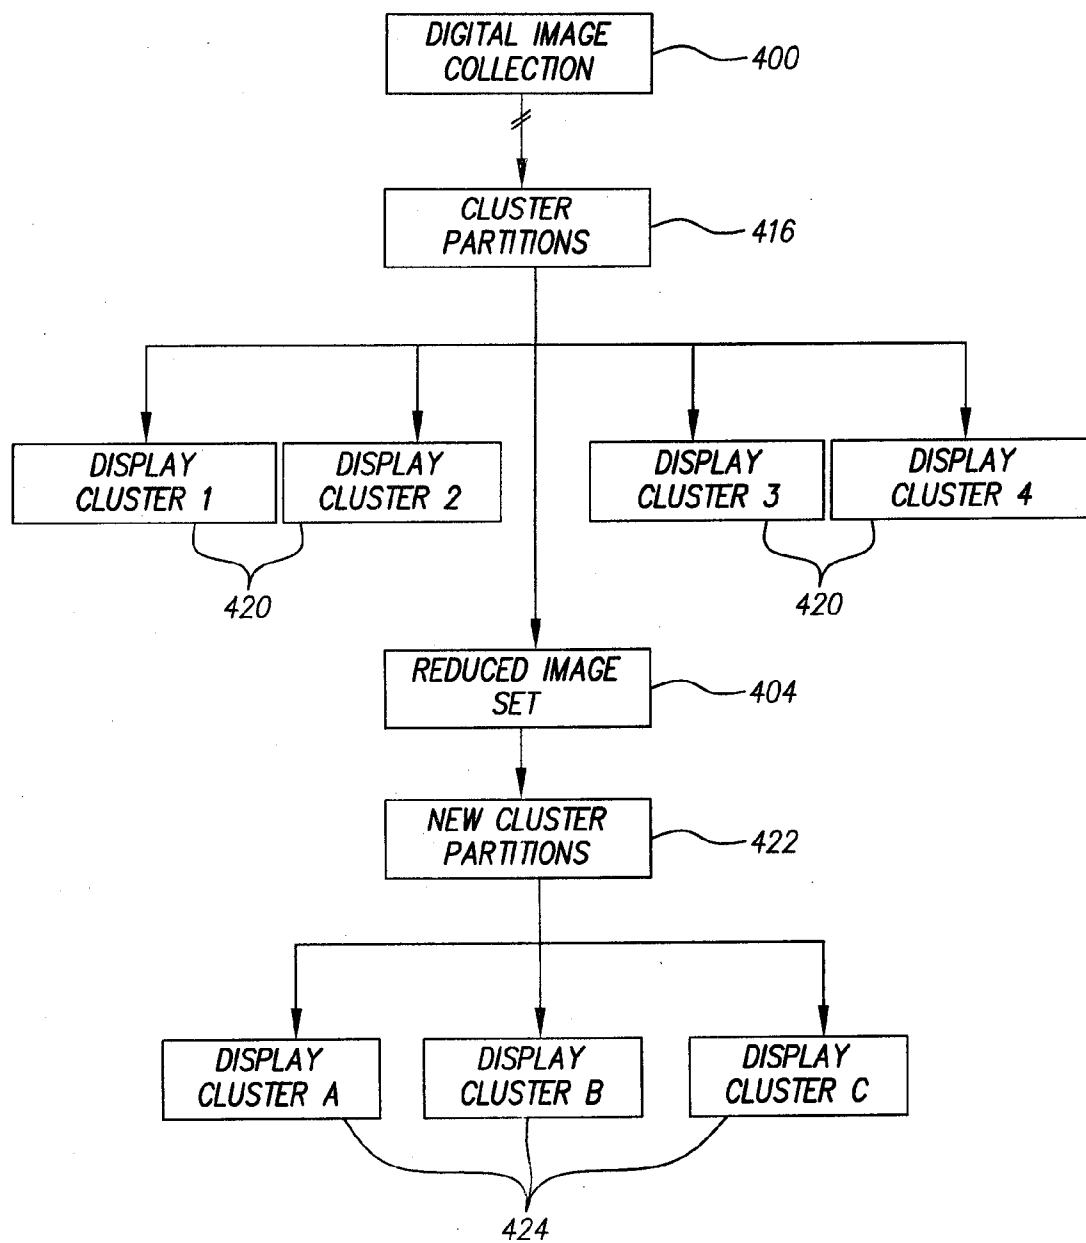 DIGITAL IMAGE
COLLECTION
400
CLUSTER
PARTITIONS
416
DISPLAY
CLUSTER 1
DISPLAY
CLUSTER 2
DISPLAY
CLUSTER 3
DISPLAY
CLUSTER 4
420
420
REDUCED IMAGE
SET
404
NEW CLUSTER
PARTITIONS
422
DISPLAY
CLUSTER A
DISPLAY
CLUSTER B
DISPLAY
CLUSTER C
424